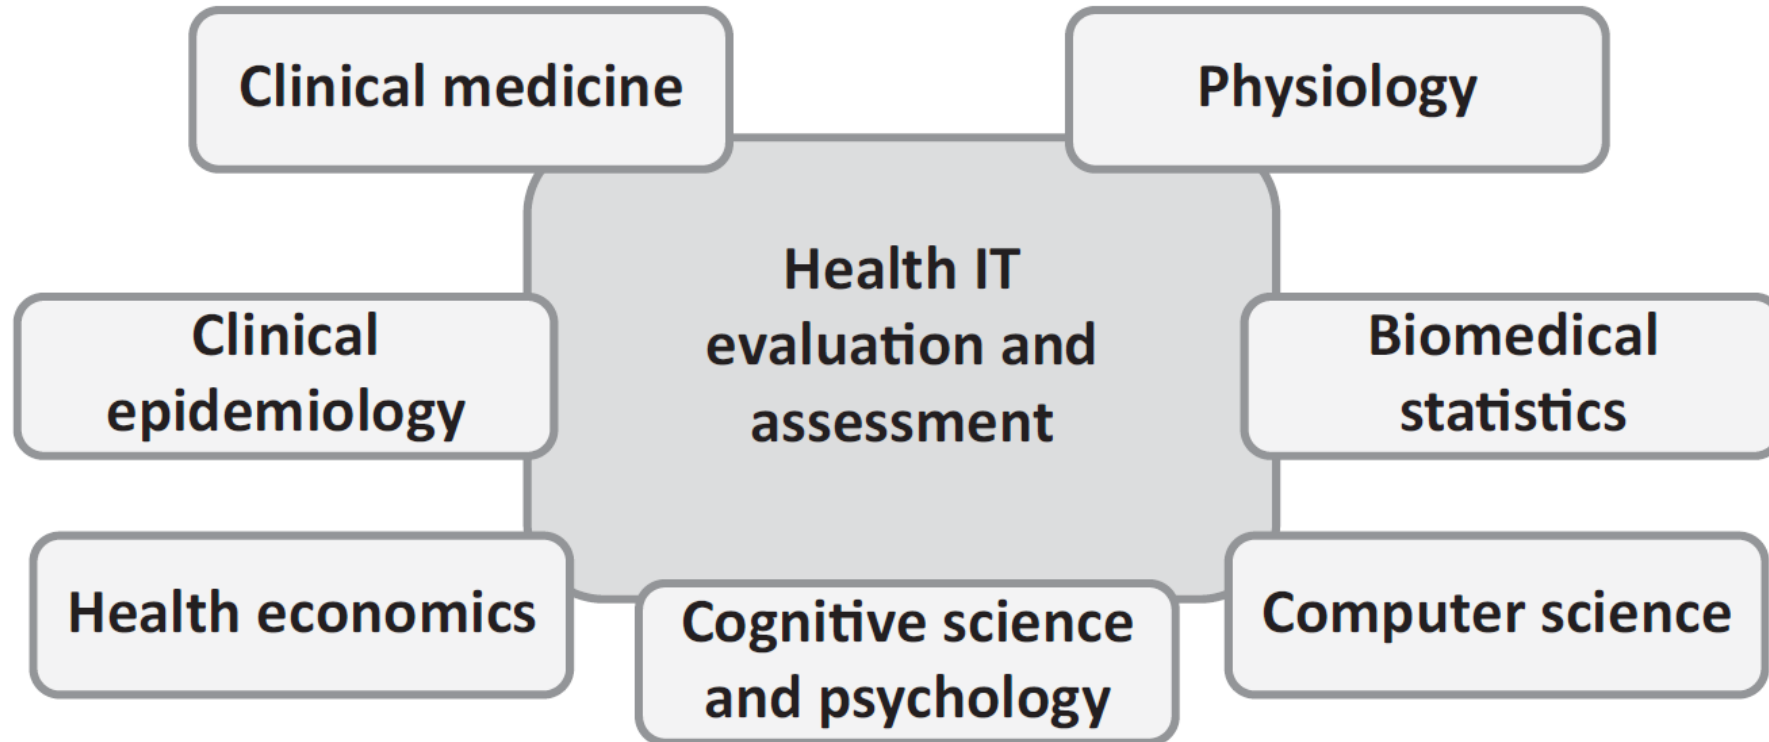 Clinical medicine
Physiology
Health IT
evaluation and
assessment
Clinical
epidemiology
Biomedical
statistics
Health economics
Cognitive science
and psychology
Computer science